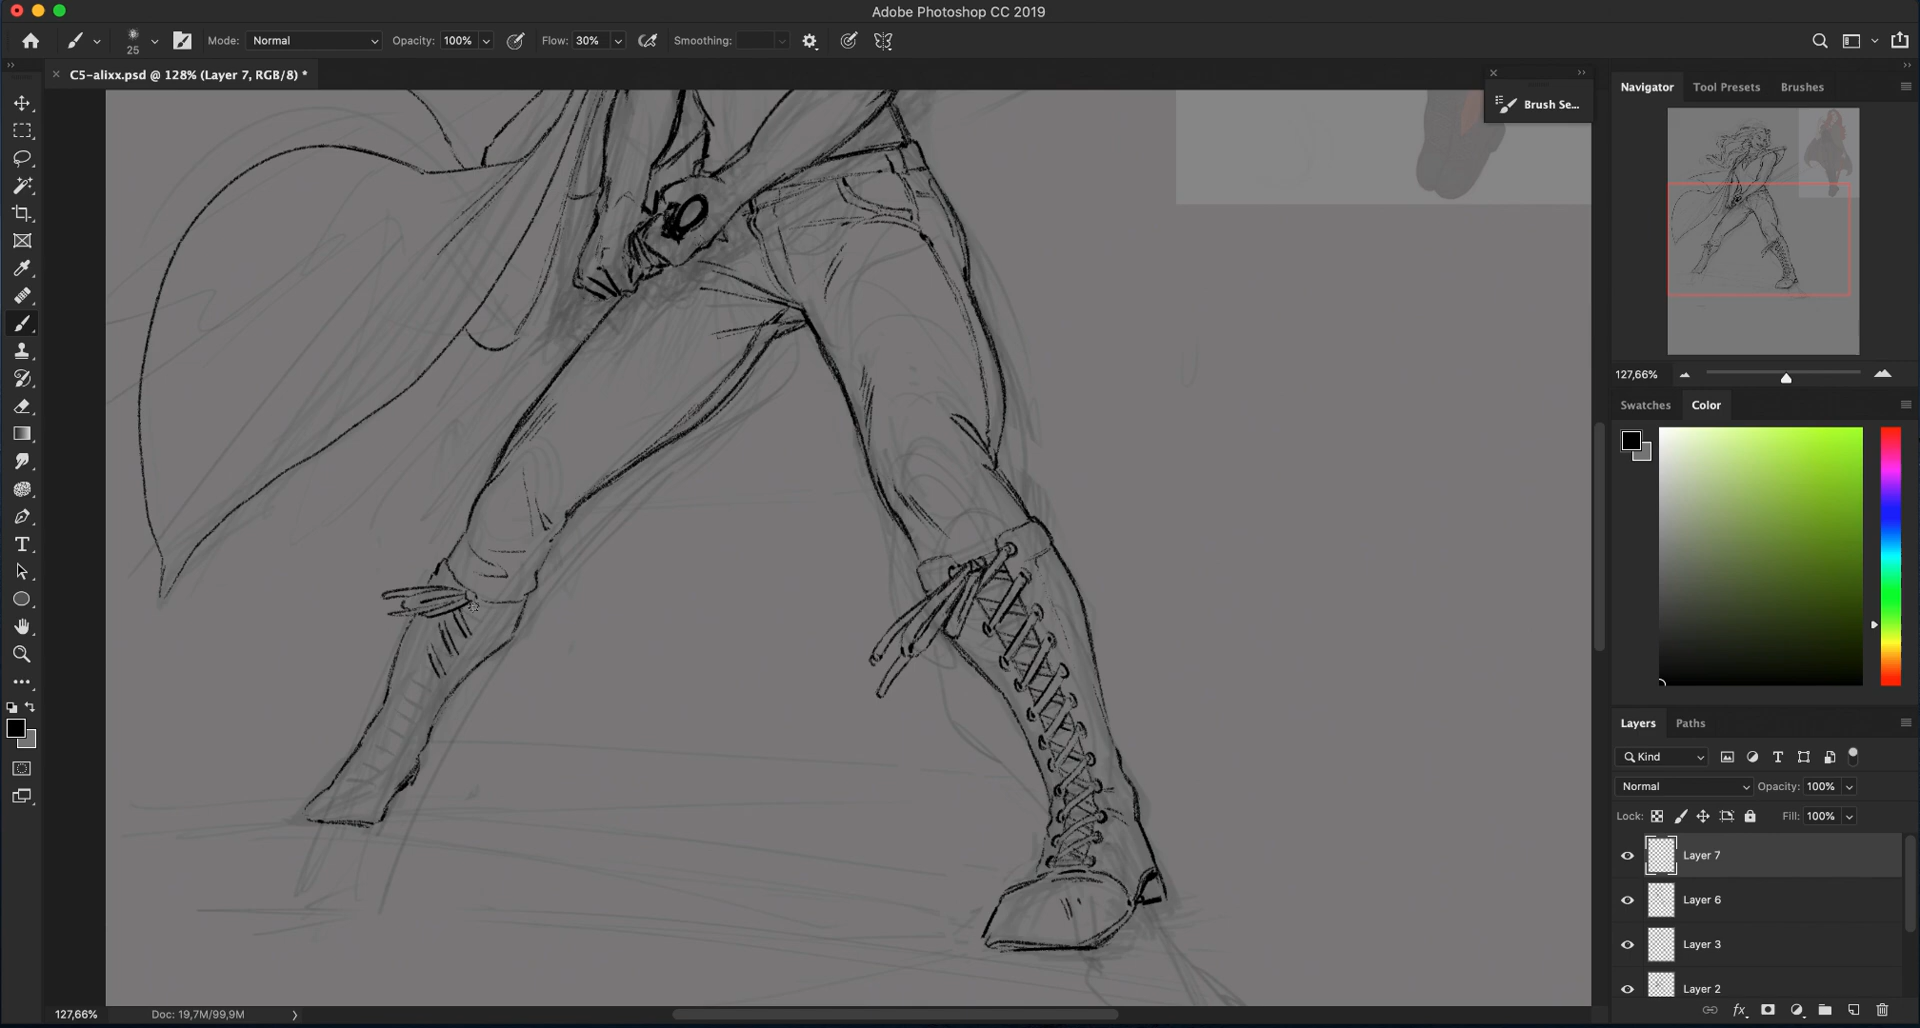 Adobe Photoshop CC 2019
25
Mode: Normal Opacity: 100% Flow: 30% Smoothing:
C5-alixx.psd @ 128% (Layer 7, RGB/8) *
Brush Se...
Navigator Tool Presets Brushes
127,66%
Swatches Color
Layers Paths
Kind
Normal Opacity: 100%
Lock: Fill: 100%
Layer 7
Layer 6
Layer 3
Layer 2
fx
127,66% Doc: 19,7M/99,9M